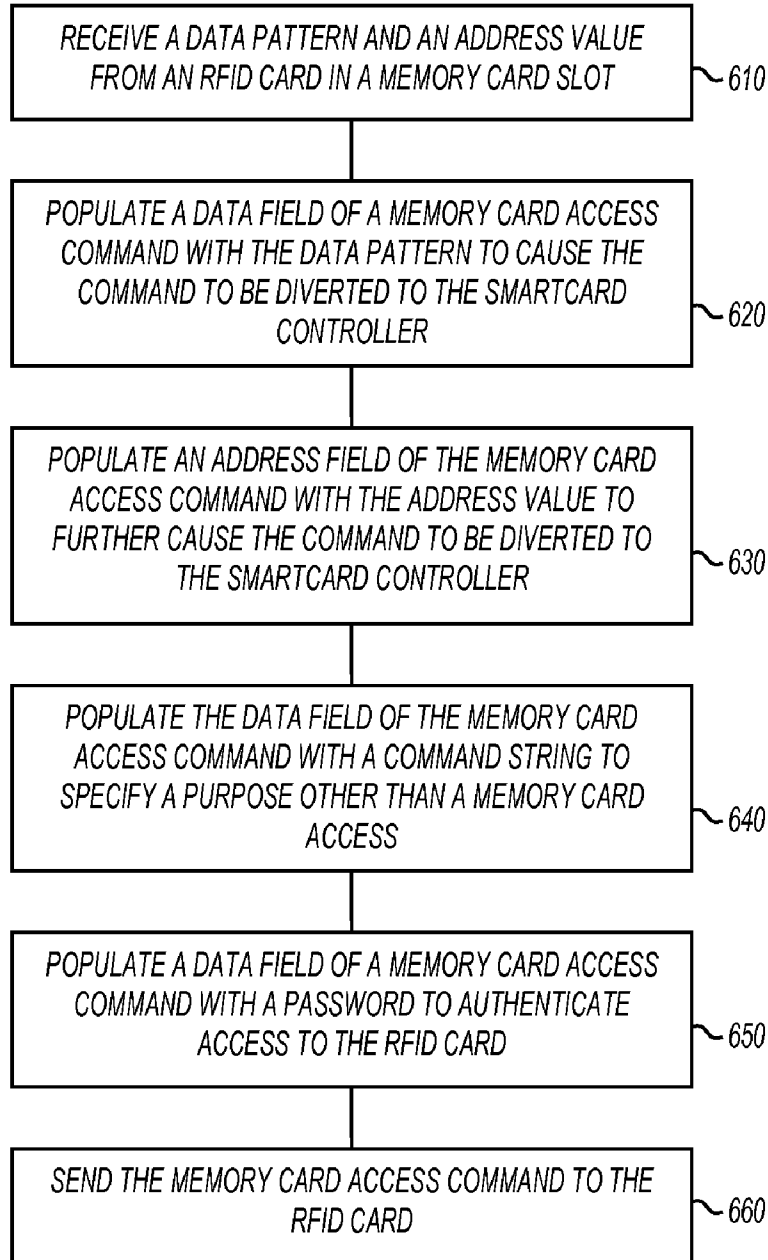 RECEIVE A DATA PATTERN AND AN ADDRESS VALUE
FROM AN RFID CARD IN A MEMORY CARD SLOT
610
POPULATE A DATA FIELD OF A MEMORY CARD ACCESS
COMMAND WITH THE DATA PATTERN TO CAUSE THE
COMMAND TO BE DIVERTED TO THE SMARTCARD
CONTROLLER
620
POPULATE AN ADDRESS FIELD OF THE MEMORY CARD
ACCESS COMMAND WITH THE ADDRESS VALUE TO
FURTHER CAUSE THE COMMAND TO BE DIVERTED TO
THE SMARTCARD CONTROLLER
630
POPULATE THE DATA FIELD OF THE MEMORY CARD
ACCESS COMMAND WITH A COMMAND STRING TO
SPECIFY A PURPOSE OTHER THAN A MEMORY CARD
ACCESS
640
POPULATE A DATA FIELD OF A MEMORY CARD ACCESS
COMMAND WITH A PASSWORD TO AUTHENTICATE
ACCESS TO THE RFID CARD
650
SEND THE MEMORY CARD ACCESS COMMAND TO THE
RFID CARD
660